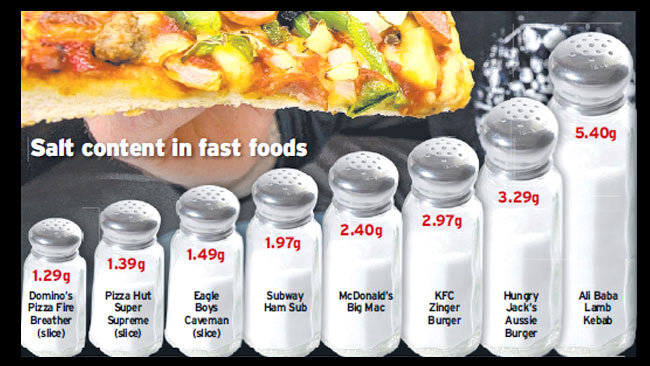 Salt content in fast foods
1.29g
Domino's
Pizza Fire
Breather
(slice)
1.39g
Pizza Hut
Super
Supreme
(slice)
1.49g
Eagle
Boys
Caveman
(slice)
1.97g
Subway
Ham Sub
2.40g
McDonald's
Big Mac
2.97g
KFC
Zinger
Burger
3.29g
Hungry
Jack's
Aussie
Burger
5.40g
Ali Baba
Lamb
Kebab